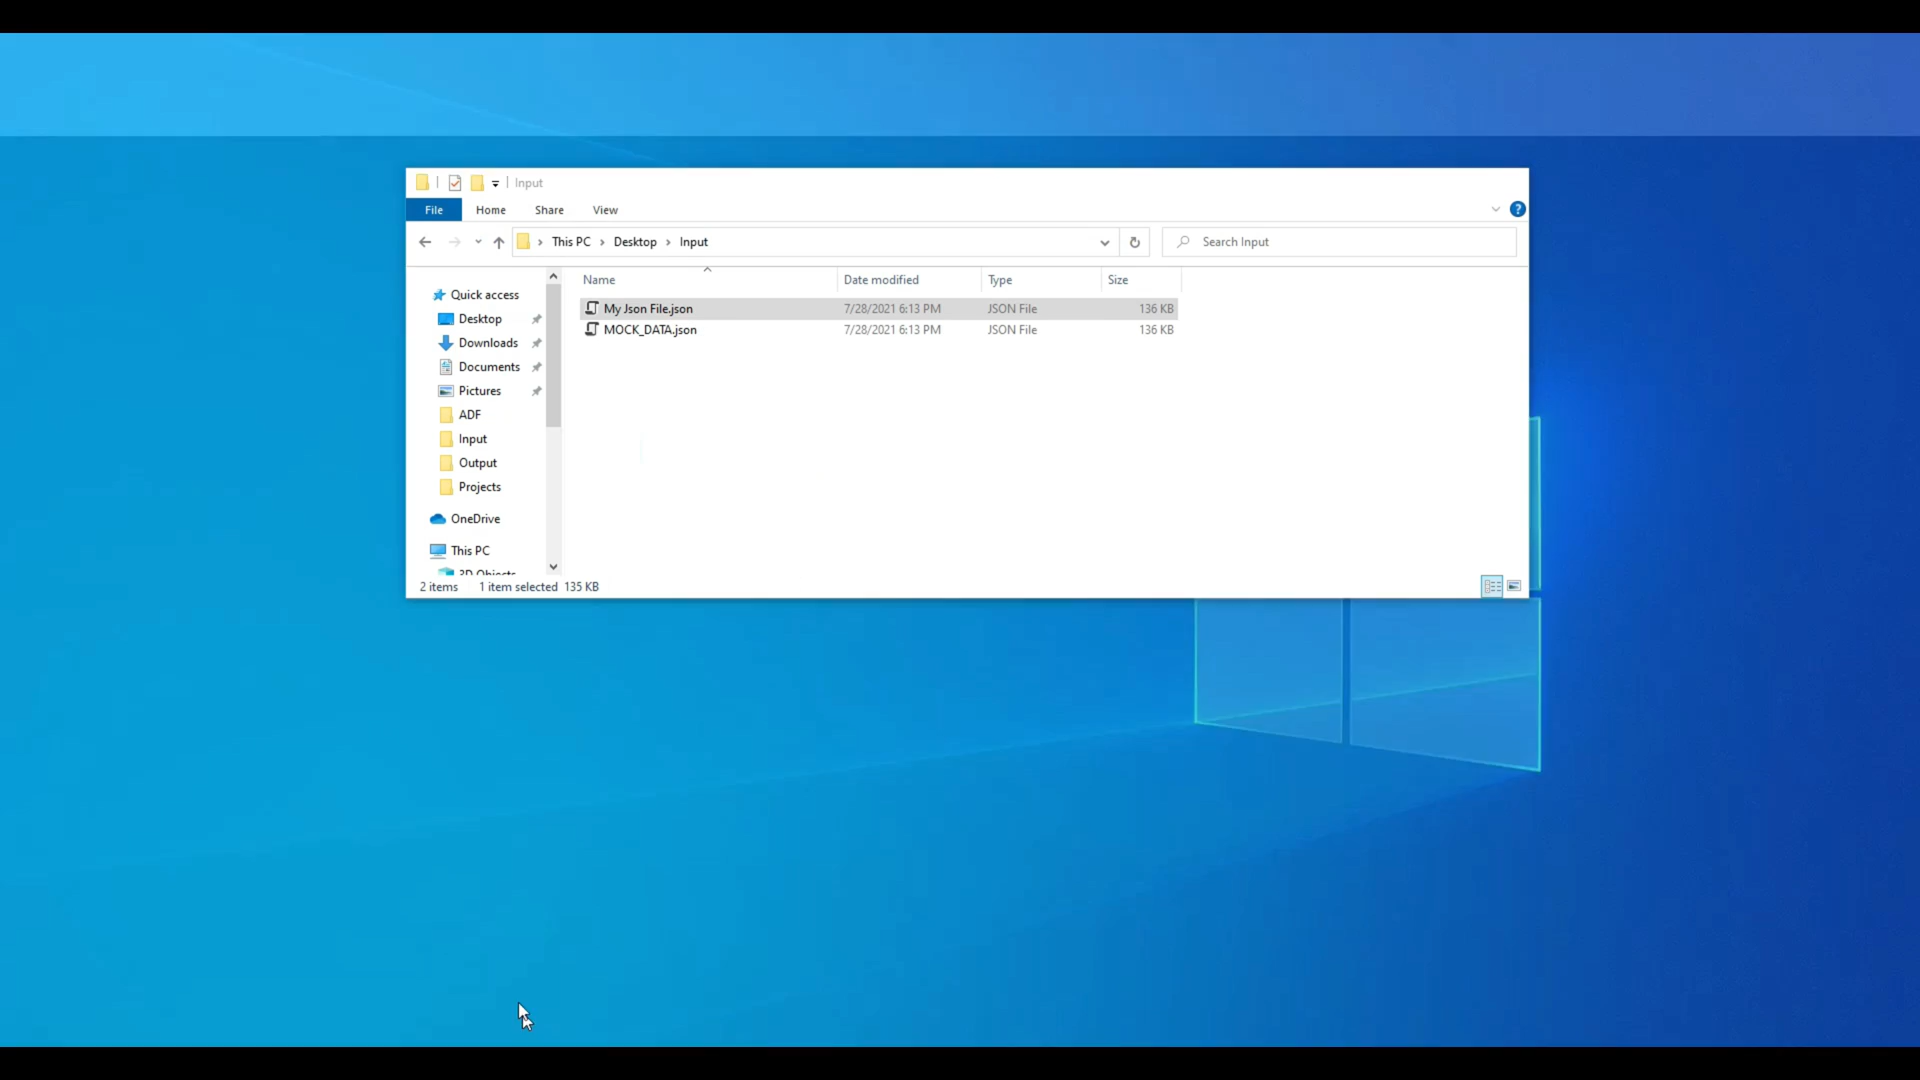 Input
File Home Share View
This PC Desktop Input Search Input
Name Date modified Type Size
My Json File.json 7/28/2021 6:13 PM JSON File 136 KB
MOCK_DATA.json 7/28/2021 6:13 PM JSON File 136 KB
Quick access
Desktop
Downloads
Documents
Pictures
ADF
Input
Output
Projects
OneDrive
This PC
3D Objects
2 items 1 item selected 135 KB